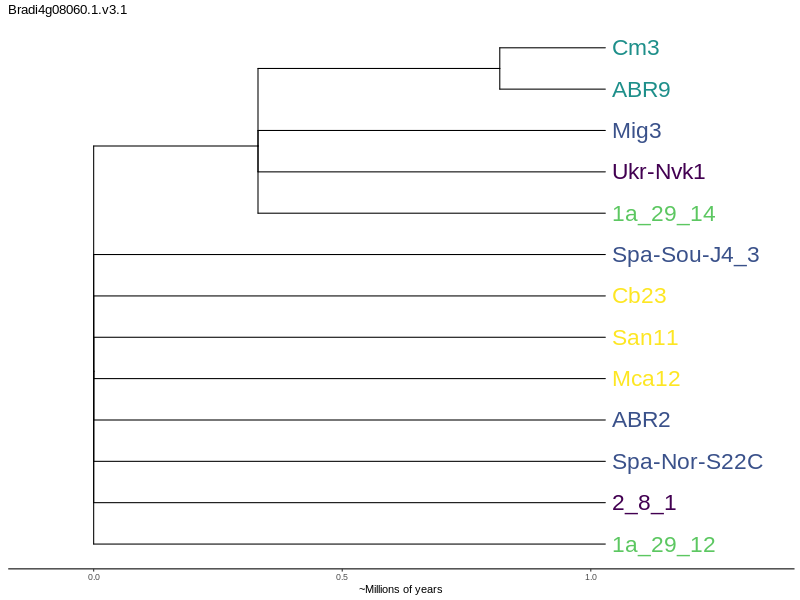 Bradi4g08060.1.v3.1
Cm3
ABR9
Mig3
Ukr-Nvk1
1a_29_14
Spa-Sou-J4_3
Cb23
San11
Mca12
ABR2
Spa-Nor-S22C
2_8_1
1a_29_12
0.0 0.5 1.0
~Millions of years